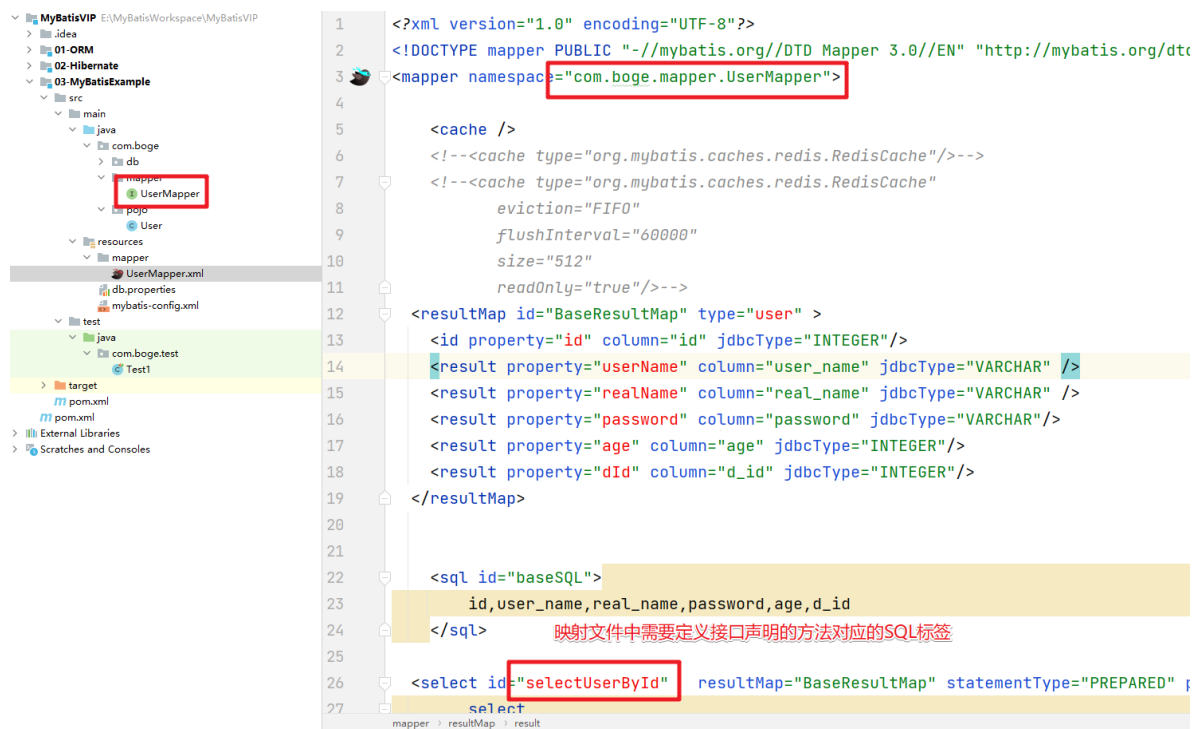 MyBatisVIP E:\MyBatisWorkspace\MyBatisVIP
.idea
01-ORM
02-Hibernate
03-MyBatisExample
src
main
java
com.boge
db
mapper
UserMapper
pojo
User
resources
mapper
UserMapper.xml
db.properties
mybatis-config.xml
test
java
com.boge.test
Test1
target
pom.xml
pom.xml
External Libraries
Scratches and Consoles
1 <?xml version="1.0" encoding="UTF-8"?>
2 <!DOCTYPE mapper PUBLIC "-//mybatis.org//DTD Mapper 3.0//EN" "http://mybatis.org/dtd
3 <mapper namespace="com.boge.mapper.UserMapper">
4
5 <cache />
6 <!--<cache type="org.mybatis.caches.redis.RedisCache"/>-->
7 <!--<cache type="org.mybatis.caches.redis.RedisCache"
8 eviction="FIFO"
9 flushInterval="60000"
10 size="512"
11 readOnly="true"/>-->
12 <resultMap id="BaseResultMap" type="user" >
13 <id property="id" column="id" jdbcType="INTEGER"/>
14 <result property="userName" column="user_name" jdbcType="VARCHAR" />
15 <result property="realName" column="real_name" jdbcType="VARCHAR" />
16 <result property="password" column="password" jdbcType="VARCHAR"/>
17 <result property="age" column="age" jdbcType="INTEGER"/>
18 <result property="dId" column="d_id" jdbcType="INTEGER"/>
19 </resultMap>
20
21
22 <sql id="baseSQL">
23 id,user_name,real_name,password,age,d_id
24 </sql> 映射文件中需要定义接口声明的方法对应的SQL标签
25
26 <select id="selectUserById" resultMap="BaseResultMap" statementType="PREPARED" p
27 select
mapper › resultMap › result